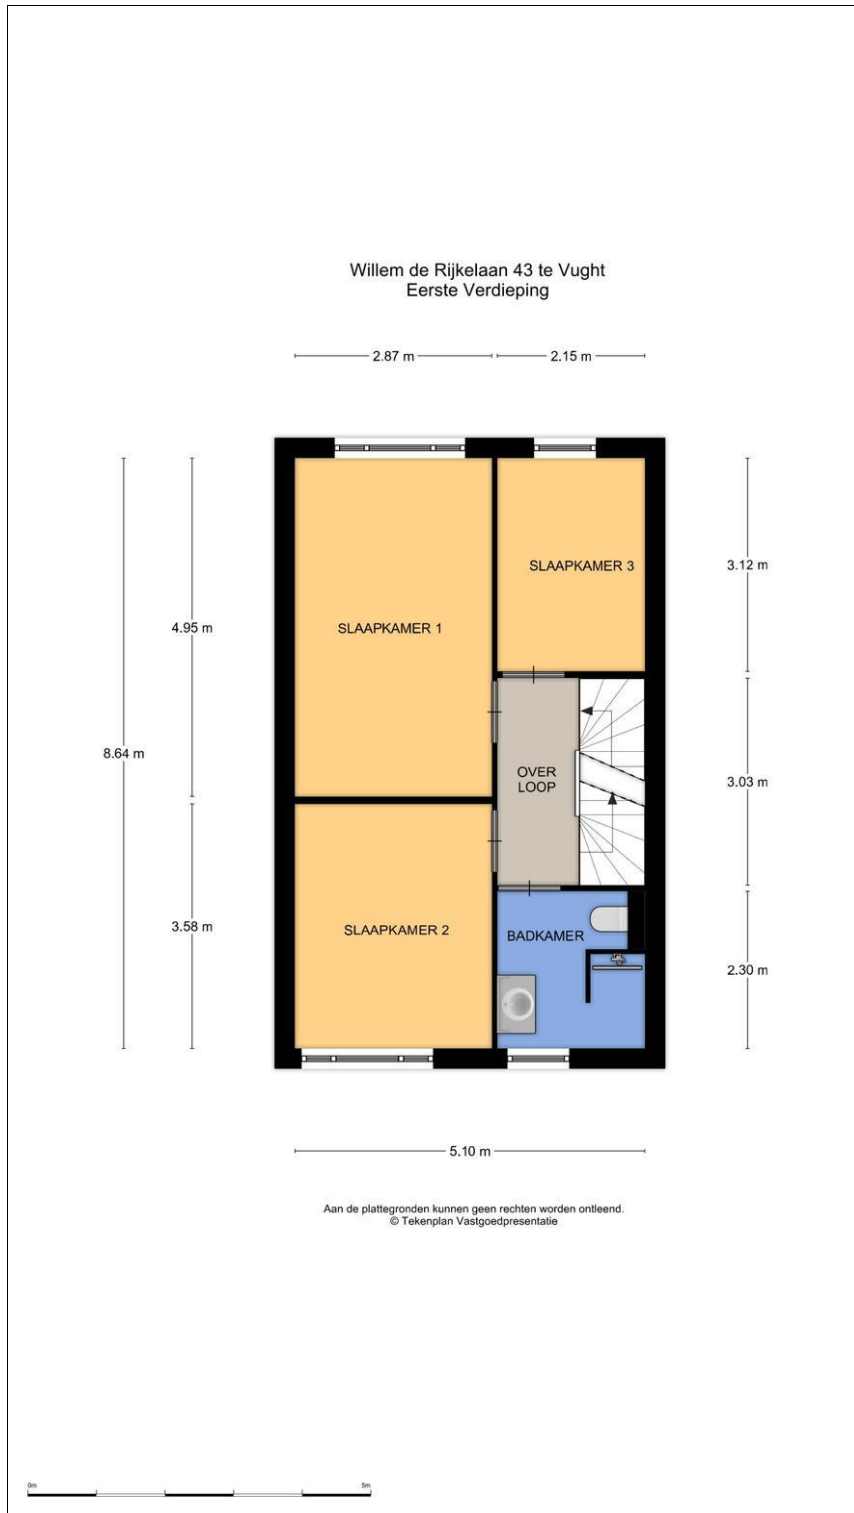 Willem de Rijkelaan 43 te Vught
Eerste Verdieping
2.87 m
2.15 m
4.95 m
8.64 m
3.58 m
3.12 m
3.03 m
2.30 m
SLAAPKAMER 3
SLAAPKAMER 1
OVER
LOOP
SLAAPKAMER 2
BADKAMER
5.10 m
Aan de plattegronden kunnen geen rechten worden ontleend.
© Tekenplan Vastgoedpresentatie
0m
5m